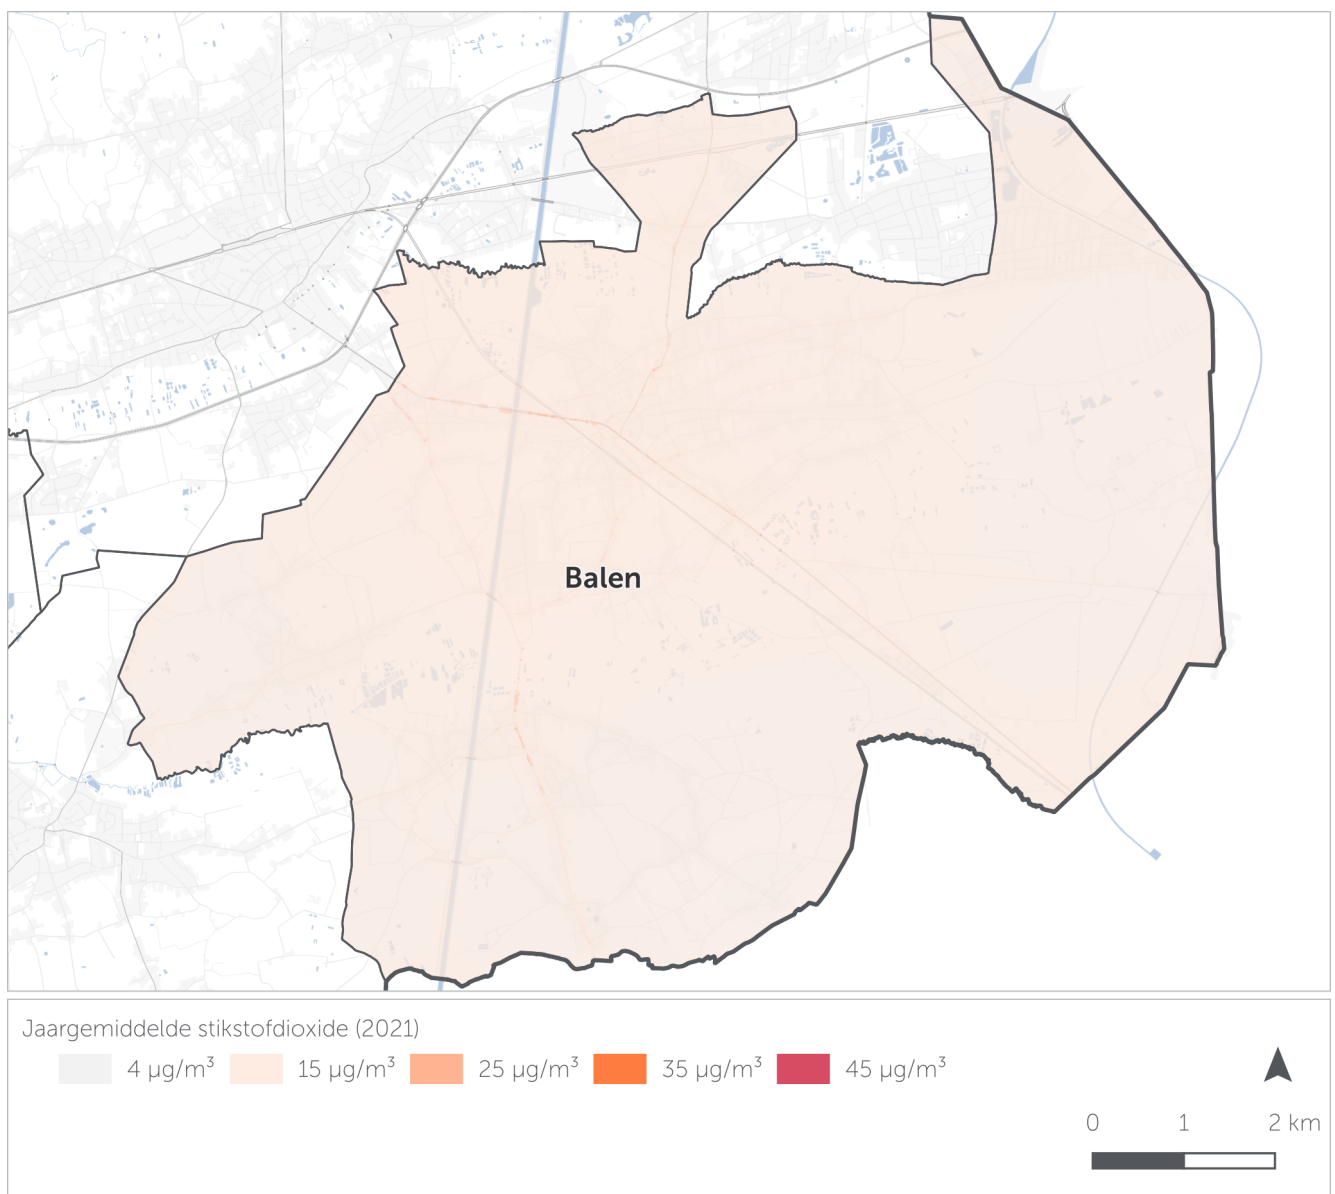 Balen
Jaargemiddelde stikstofdioxide (2021)
4 µg/m³ 15 µg/m³ 25 µg/m³ 35 µg/m³ 45 µg/m³
0 1 2 km